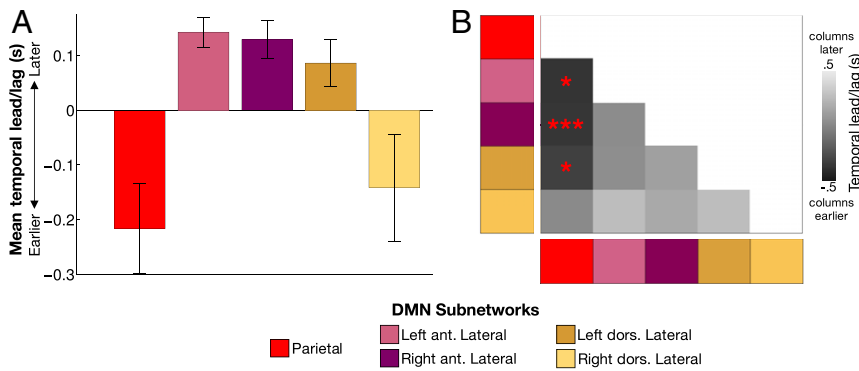 A
Mean temporal lead/lag (s)
Earlier
Later
0.1
0
−0.1
−0.2
−0.3
B
*
***
*
columns
later
.5
Temporal lead/lag (s)
-.5
columns
earlier
DMN Subnetworks
Parietal
Left ant. Lateral
Right ant. Lateral
Left dors. Lateral
Right dors. Lateral